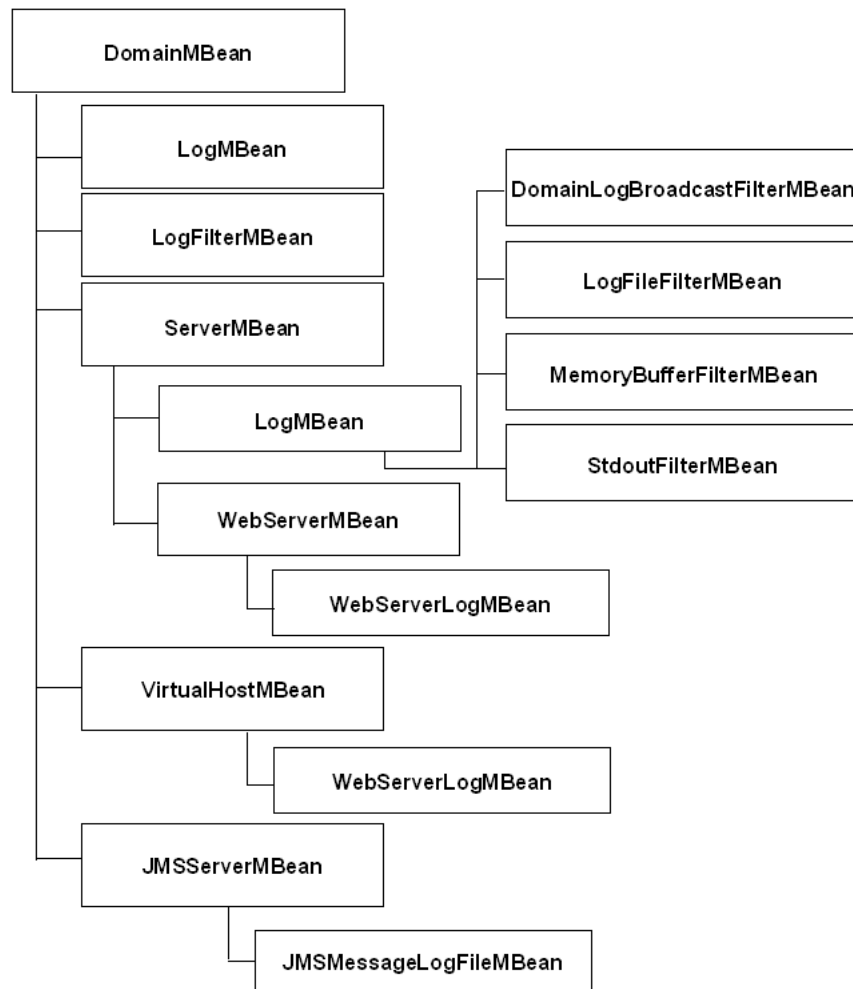 DomainMBean
LogMBean
LogFilterMBean
ServerMBean
LogMBean
DomainLogBroadcastFilterMBean
LogFileFilterMBean
MemoryBufferFilterMBean
StdoutFilterMBean
WebServerMBean
WebServerLogMBean
VirtualHostMBean
WebServerLogMBean
JMSServerMBean
JMSMessageLogFileMBean